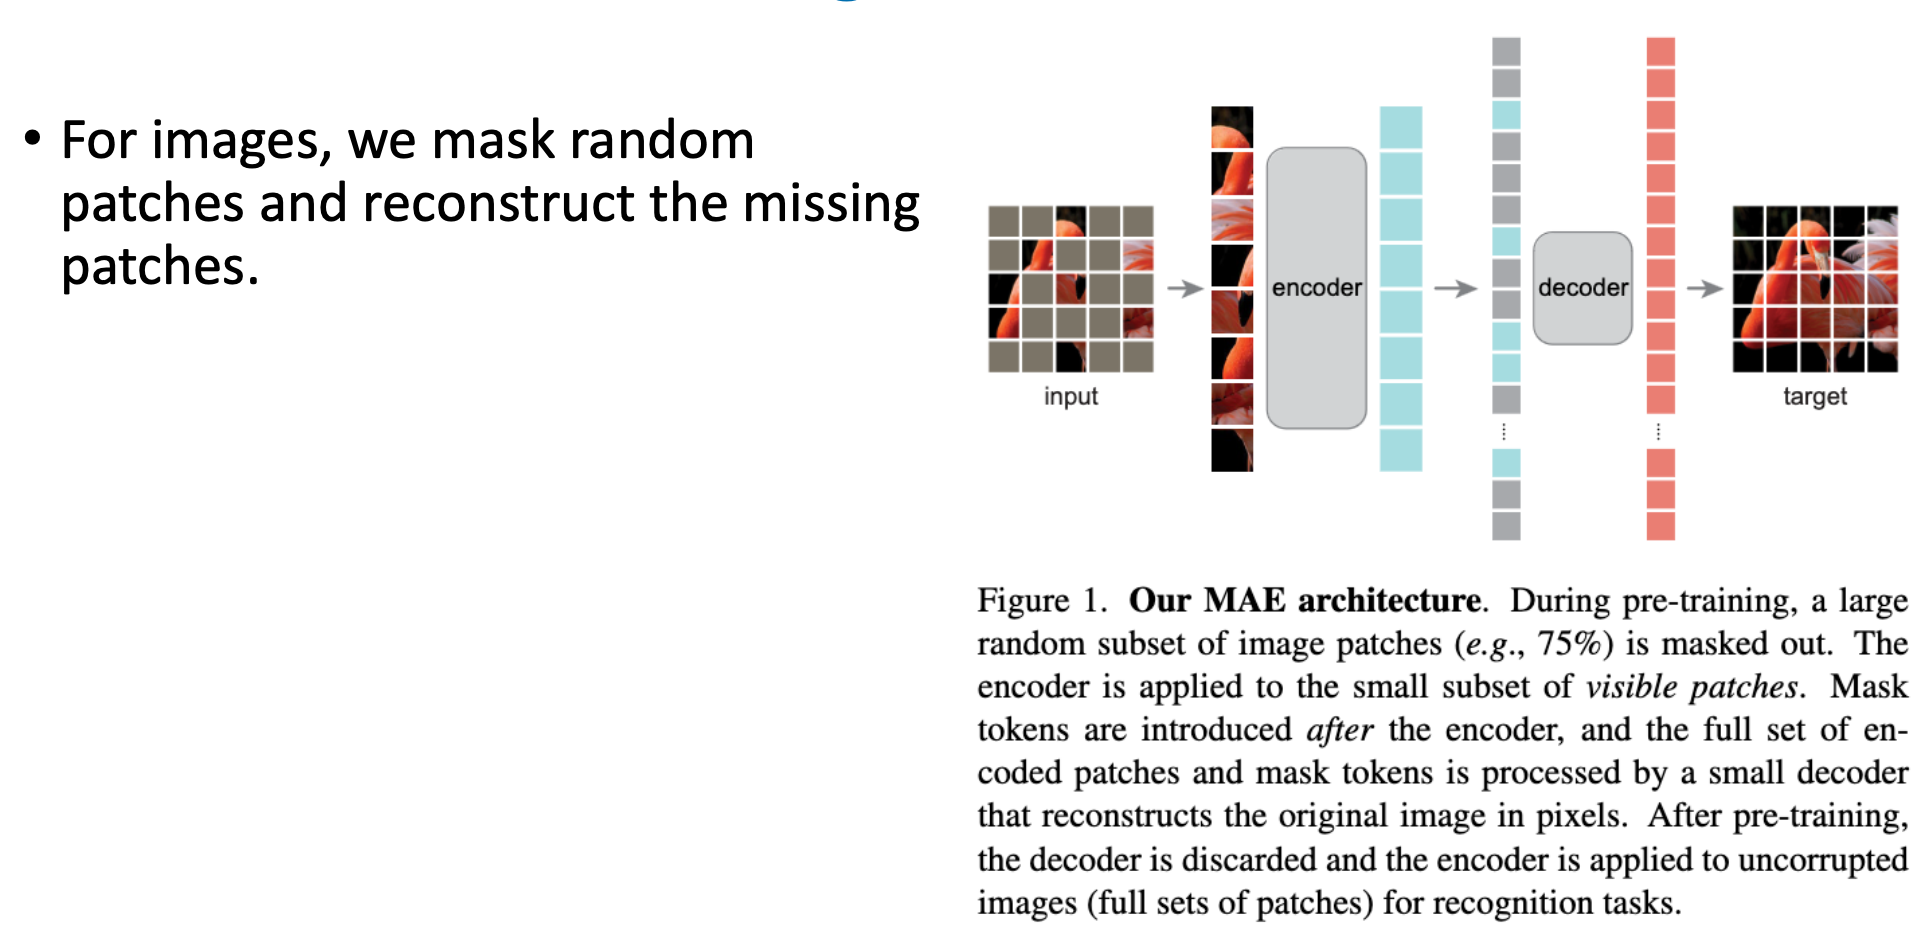 • For images, we mask random
patches and reconstruct the missing
patches.
input
encoder
decoder
target
Figure 1. Our MAE architecture. During pre-training, a large
random subset of image patches (e.g., 75%) is masked out. The
encoder is applied to the small subset of visible patches. Mask
tokens are introduced after the encoder, and the full set of en-
coded patches and mask tokens is processed by a small decoder
that reconstructs the original image in pixels. After pre-training,
the decoder is discarded and the encoder is applied to uncorrupted
images (full sets of patches) for recognition tasks.